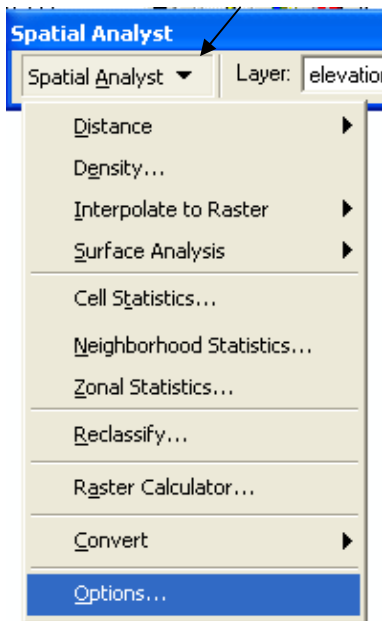 Spatial Analyst
Spatial Analyst Layer: elevatio
Distance
Density...
Interpolate to Raster
Surface Analysis
Cell Statistics...
Neighborhood Statistics...
Zonal Statistics...
Reclassify...
Raster Calculator...
Convert
Options...